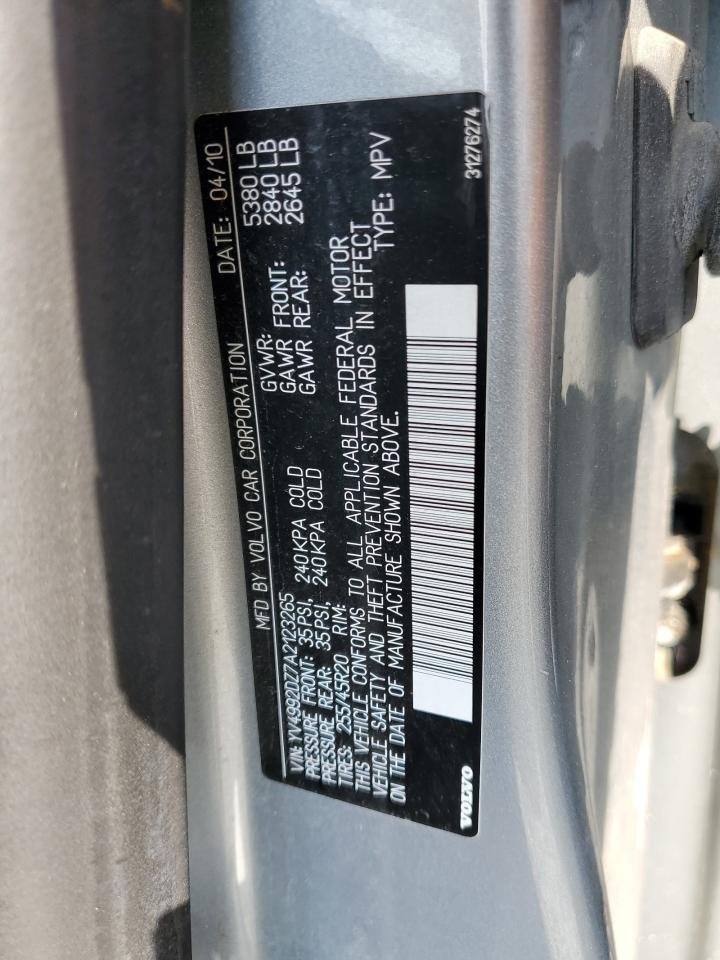 MFD BY VOLVO CAR CORPORATION DATE: 04/10
GVWR: 5380 LB
GAWR FRONT: 2840 LB
GAWR REAR: 2645 LB
VIN: YV4992DZ7A2123265
PRESSURE FRONT: 35PSI, 240KPA COLD
PRESSURE REAR: 35PSI, 240KPA COLD
TIRES: 255/45R20 RIM:
THIS VEHICLE CONFORMS TO ALL APPLICABLE FEDERAL MOTOR
VEHICLE SAFETY AND THEFT PREVENTION STANDARDS IN EFFECT
ON THE DATE OF MANUFACTURE SHOWN ABOVE. TYPE: MPV
VOLVO 31276274